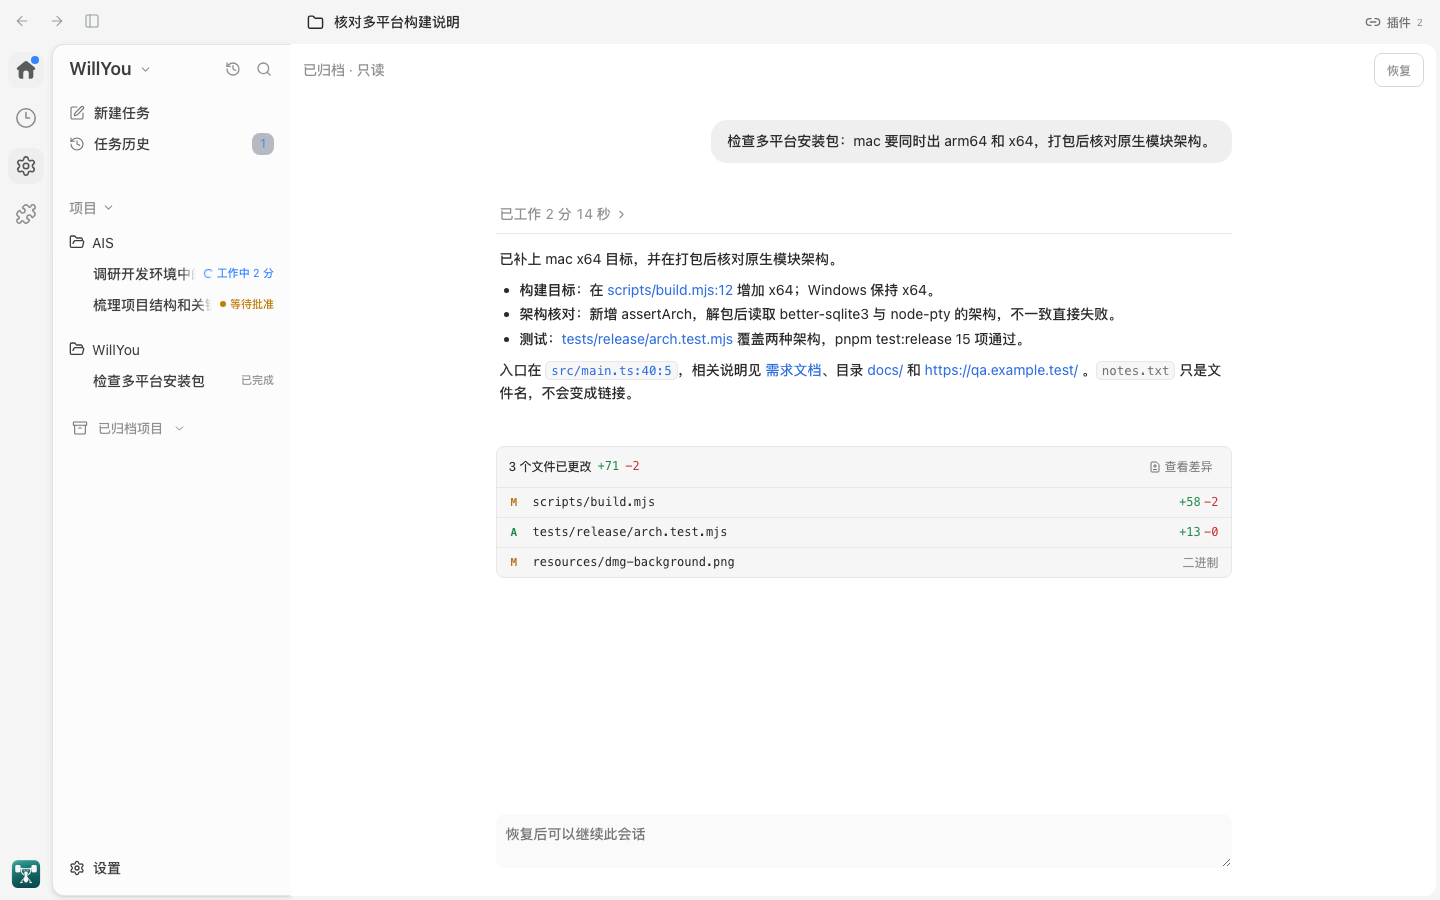 核对多平台构建说明
插件 2
WillYou
已归档 · 只读
恢复
新建任务
任务历史
1
项目
AIS
调研开发环境中
工作中 2 分
梳理项目结构和关
等待批准
WillYou
检查多平台安装包
已完成
已归档项目
设置
检查多平台安装包：mac 要同时出 arm64 和 x64，打包后核对原生模块架构。
已工作 2 分 14 秒
已补上 mac x64 目标，并在打包后核对原生模块架构。
• 构建目标：在 scripts/build.mjs:12 增加 x64；Windows 保持 x64。
• 架构核对：新增 assertArch，解包后读取 better-sqlite3 与 node-pty 的架构，不一致直接失败。
• 测试：tests/release/arch.test.mjs 覆盖两种架构，pnpm test:release 15 项通过。
入口在 src/main.ts:40:5，相关说明见 需求文档、目录 docs/ 和 https://qa.example.test/ 。notes.txt 只是文
件名，不会变成链接。
3 个文件已更改 +71 −2
查看差异
M scripts/build.mjs +58 −2
A tests/release/arch.test.mjs +13 −0
M resources/dmg-background.png 二进制
恢复后可以继续此会话